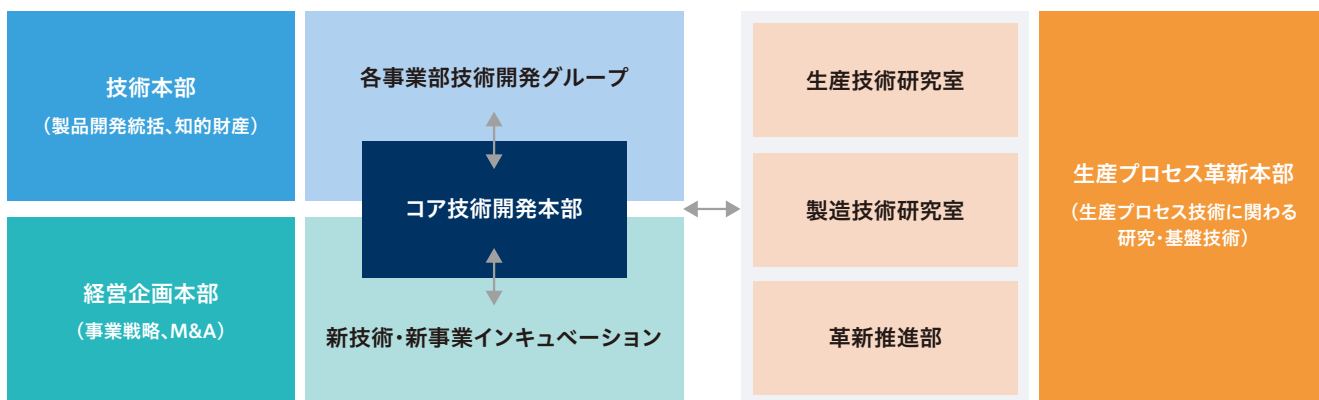 技術本部
（製品開発統括、知的財産）
各事業部技術開発グループ
コア技術開発本部
経営企画本部
（事業戦略、M&A）
新技術・新事業インキュベーション
生産技術研究室
製造技術研究室
革新推進部
生産プロセス革新本部
（生産プロセス技術に関わる
研究・基盤技術）